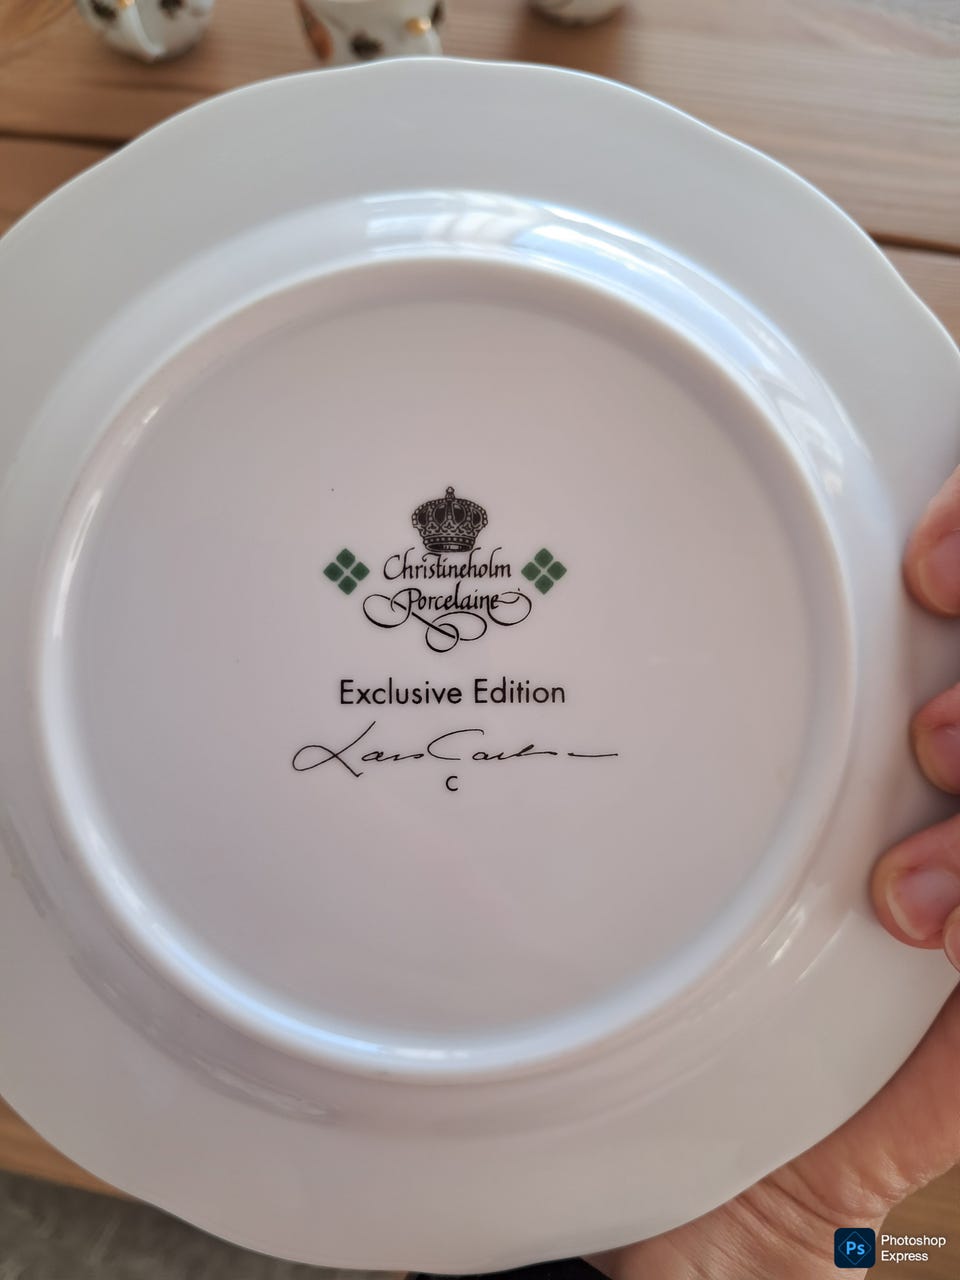 Christineholm
Porcelaine
Exclusive Edition
C
Ps
Photoshop
Express